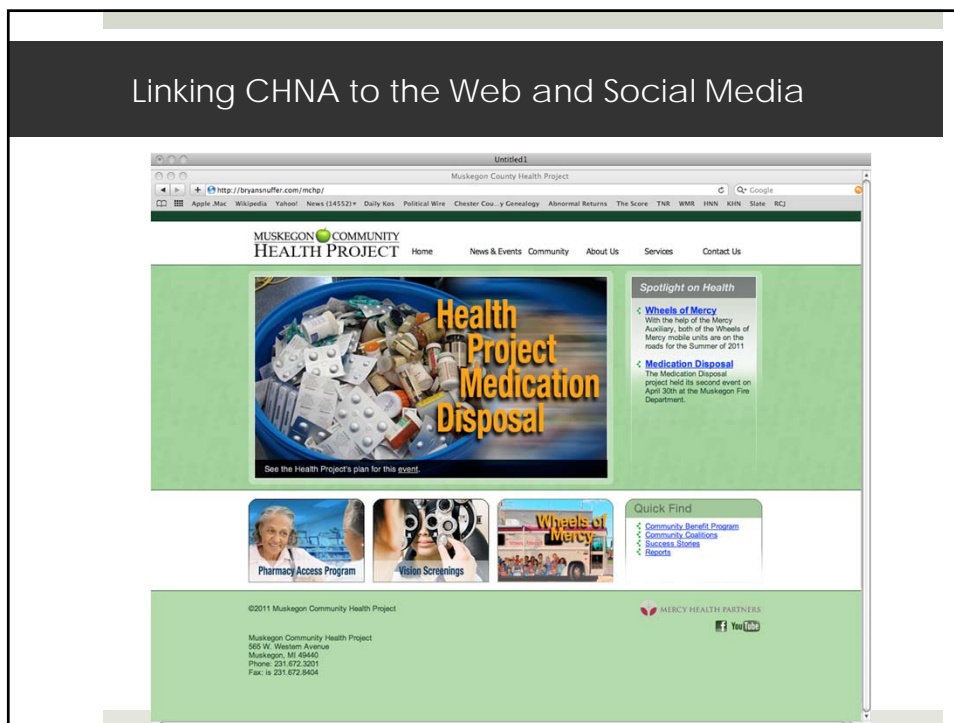 Linking CHNA to the Web and Social Media
Untitled1
Muskegon County Health Project
http://bryansnuffer.com/mchp/
Google
Apple .Mac Wikipedia Yahoo! News (14552) Daily Kos Political Wire Chester Cou...y Genealogy Abnormal Returns The Score TNR WMR HNN KHN Slate RCJ
MUSKEGON COMMUNITY
HEALTH PROJECT
Home News & Events Community About Us Services Contact Us
Health
Project
Medication
Disposal
See the Health Project's plan for this event.
Spotlight on Health
Wheels of Mercy
With the help of the Mercy
Auxiliary, both of the Wheels of
Mercy mobile units are on the
roads for the Summer of 2011
Medication Disposal
The Medication Disposal
project held its second event on
April 30th at the Muskegon Fire
Department.
Pharmacy Access Program
Vision Screenings
Wheels of
Mercy
Quick Find
Community Benefit Program
Community Coalitions
Success Stories
Reports
©2011 Muskegon Community Health Project
MERCY HEALTH PARTNERS
f You Tube
Muskegon Community Health Project
565 W. Western Avenue
Muskegon, MI 49440
Phone: 231.672.3201
Fax: is 231.672.8404